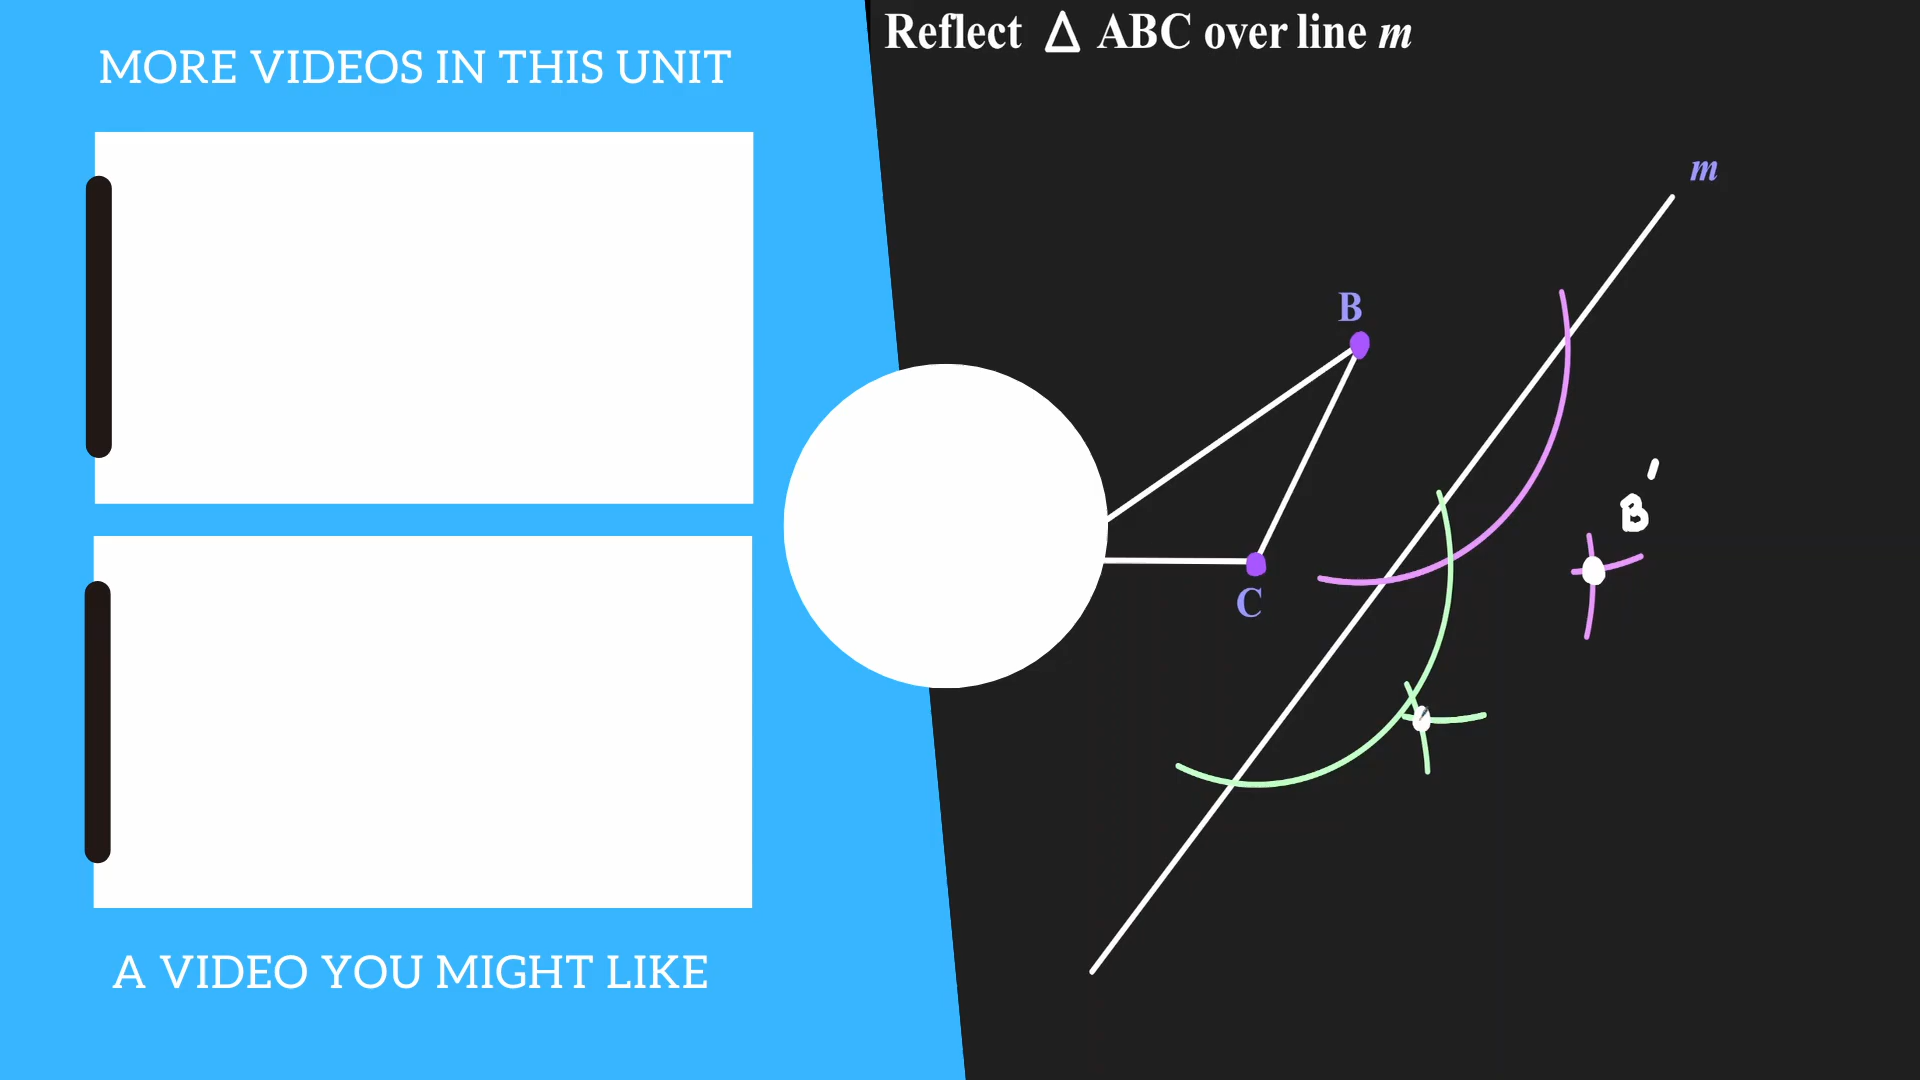 MORE VIDEOS IN THIS UNIT
A VIDEO YOU MIGHT LIKE
Reflect Δ ABC over line m
m
B
B'
C